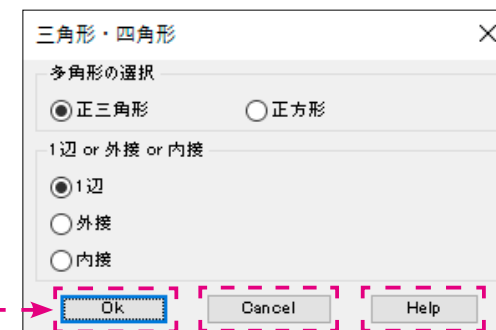 三角形・四角形
多角形の選択
正三角形 正方形
1辺 or 外接 or 内接
1辺
外接
内接
Ok Cancel Help